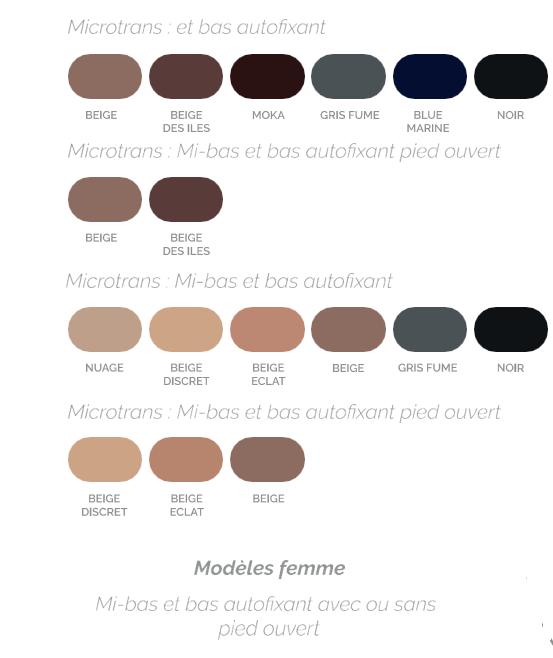 Microtrans : et bas autofixant
BEIGE
BEIGE
DES ILES
MOKA
GRIS FUME
BLUE
MARINE
NOIR
Microtrans : Mi-bas et bas autofixant pied ouvert
BEIGE
BEIGE
DES ILES
Microtrans : Mi-bas et bas autofixant
NUAGE
BEIGE
DISCRET
BEIGE
ECLAT
BEIGE
GRIS FUME
NOIR
Microtrans : Mi-bas et bas autofixant pied ouvert
BEIGE
DISCRET
BEIGE
ECLAT
BEIGE
Modèles femme
Mi-bas et bas autofixant avec ou sans
pied ouvert